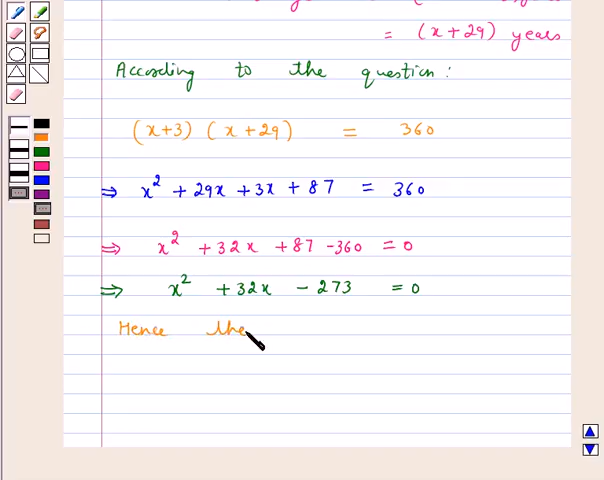 = (x+29) years
According to the question:
(x+3) (x+29) = 360
⇒ x² + 29x + 3x + 87 = 360
⇒ x² + 32x + 87 - 360 = 0
⇒ x² + 32x - 273 = 0
Hence the